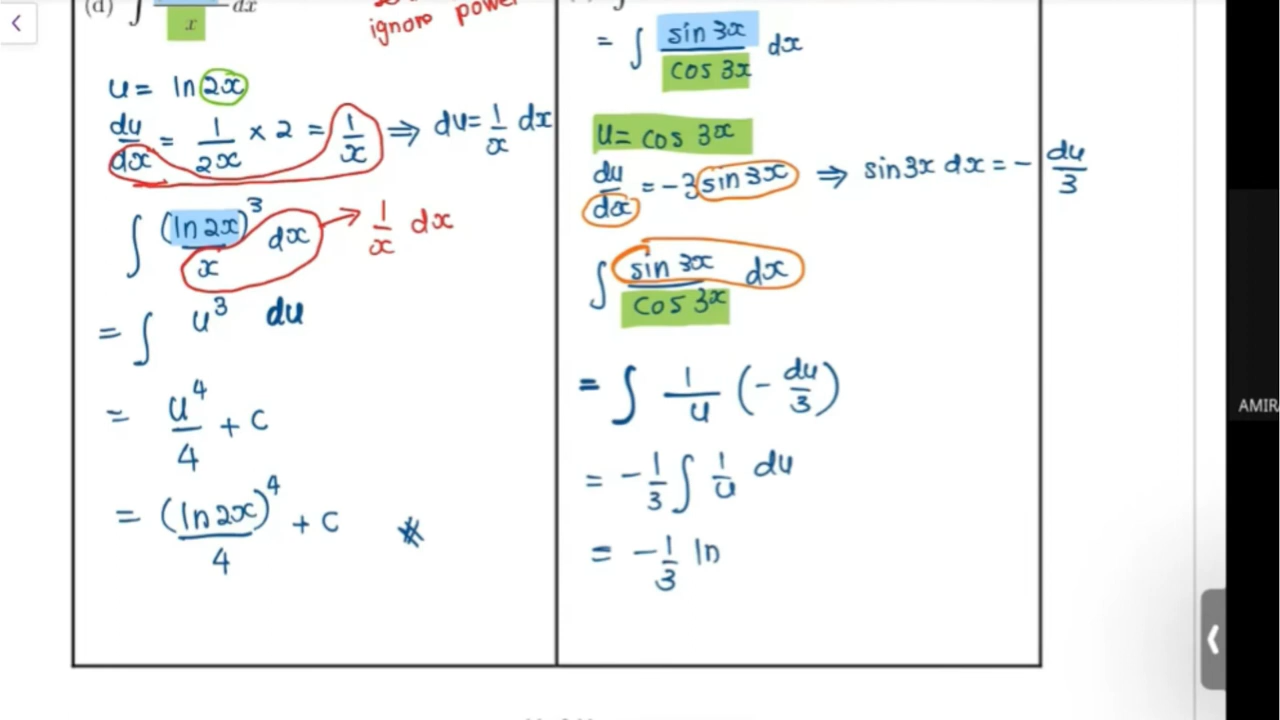 (d) ∫ x dx
ignore power
u = ln 2x
du/dx = 1/2x × 2 = 1/x ⇒ du = 1/x dx
∫ (ln 2x)³/x dx → 1/x dx
= ∫ u³ du
= u⁴/4 + c
= (ln 2x)⁴/4 + c
= ∫ sin 3x/cos 3x dx
u = cos 3x
du/dx = -3 sin 3x ⇒ sin 3x dx = - du/3
∫ sin 3x/cos 3x dx
= ∫ 1/u (- du/3)
= - 1/3 ∫ 1/u du
= - 1/3 ln
AMIRA